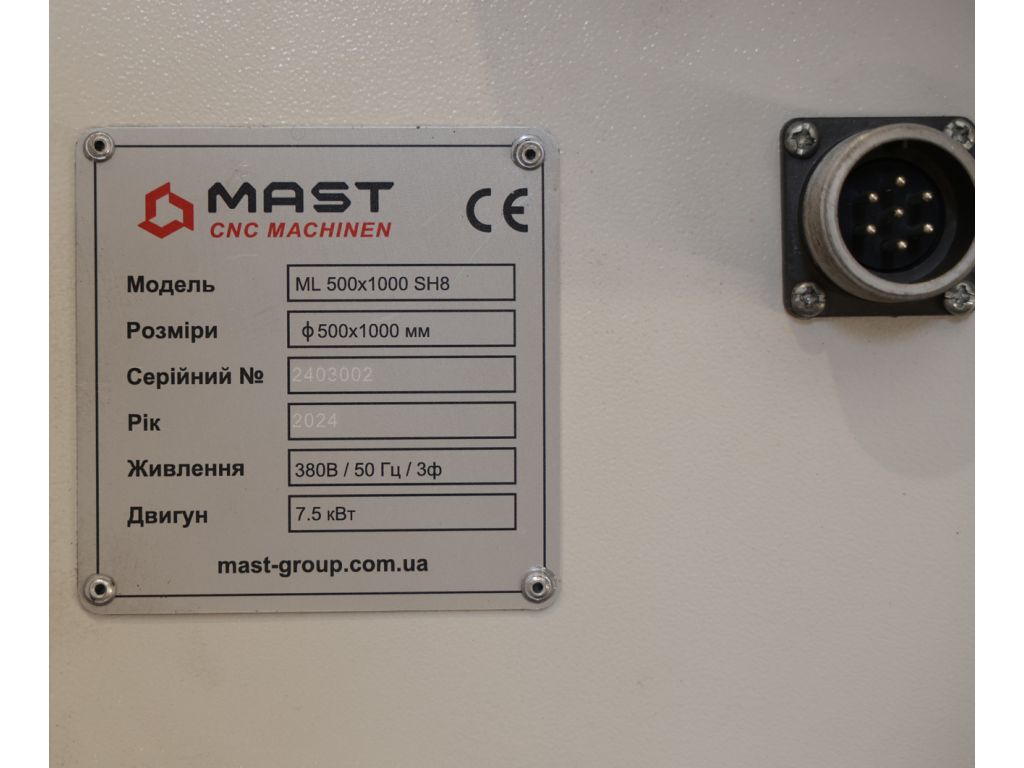 MAST
CNC MACHINEN
CE
Модель ML 500x1000 SH8
Розміри ф500x1000 мм
Серійний № 2403002
Рік 2024
Живлення 380В / 50 Гц / 3ф
Двигун 7.5 кВт
mast-group.com.ua